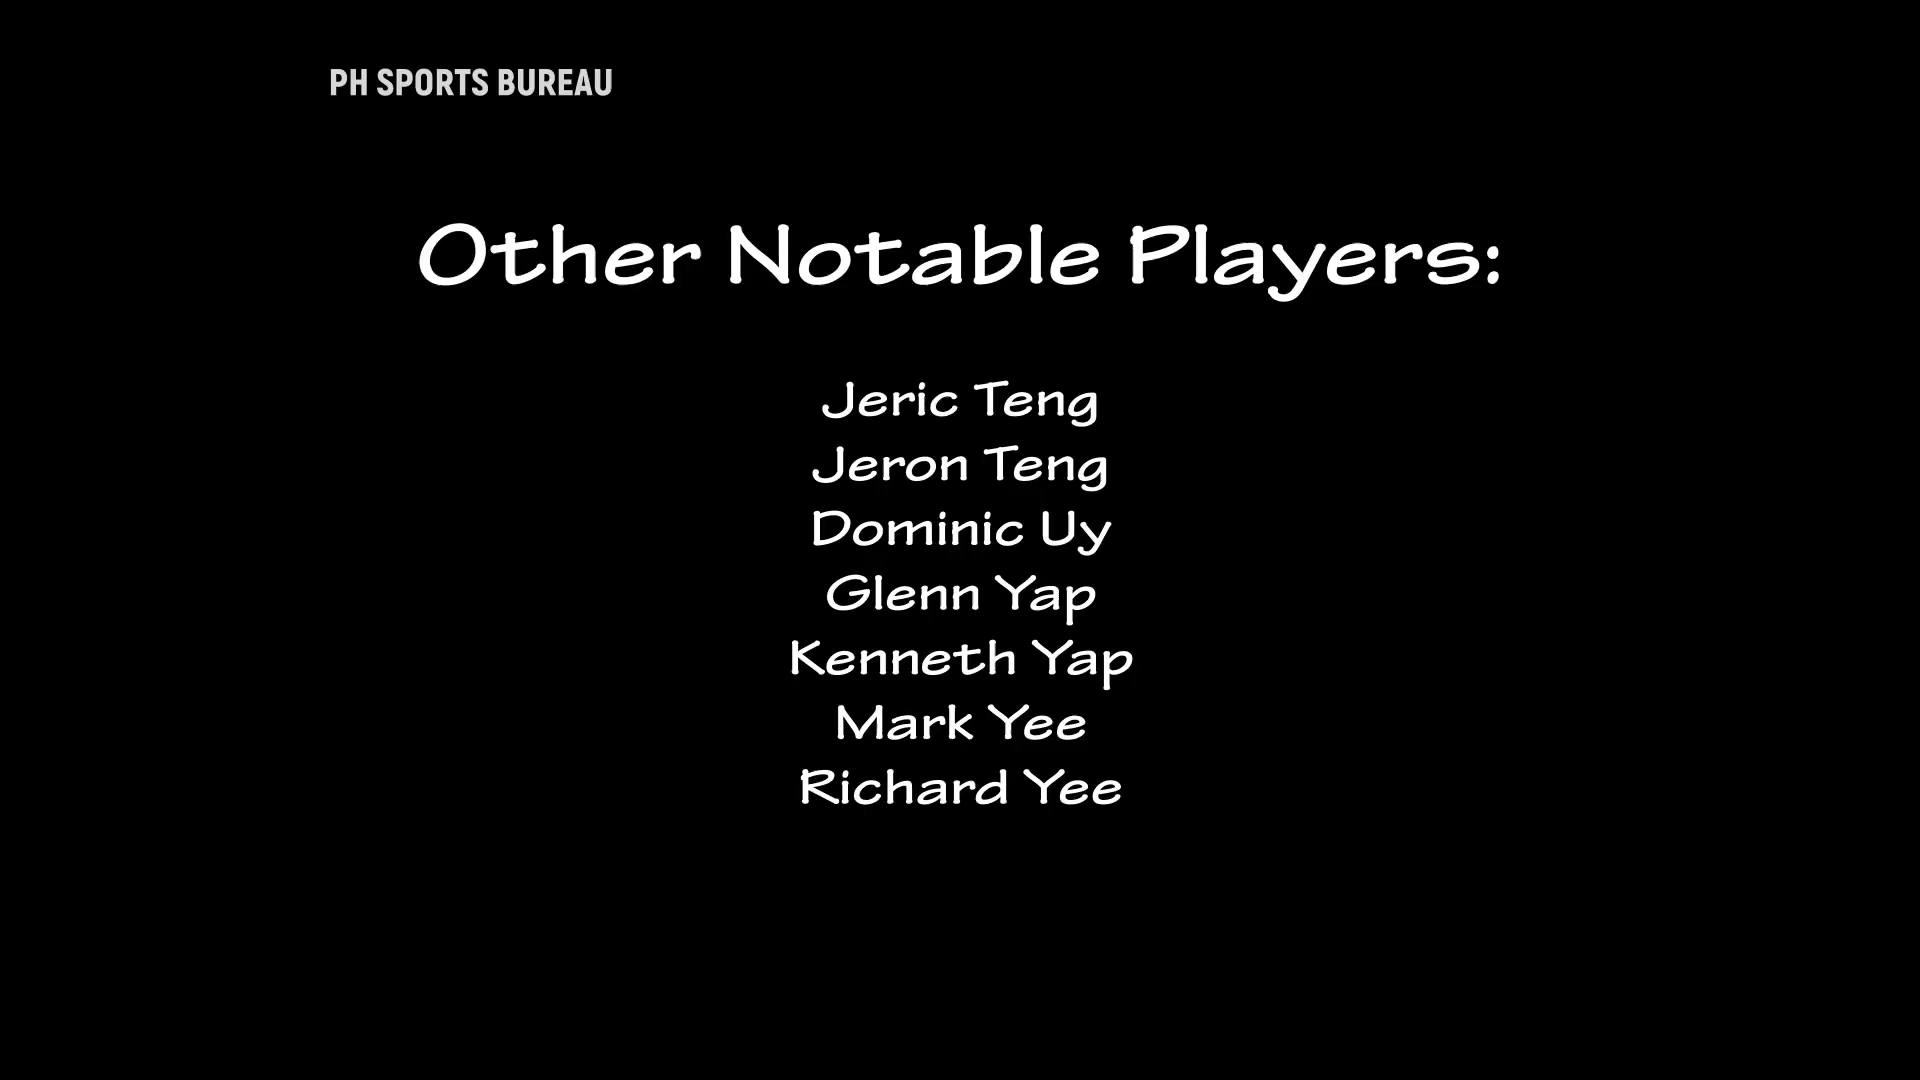 PH SPORTS BUREAU
Other Notable Players:
Jeric Teng
Jeron Teng
Dominic Uy
Glenn Yap
Kenneth Yap
Mark Yee
Richard Yee